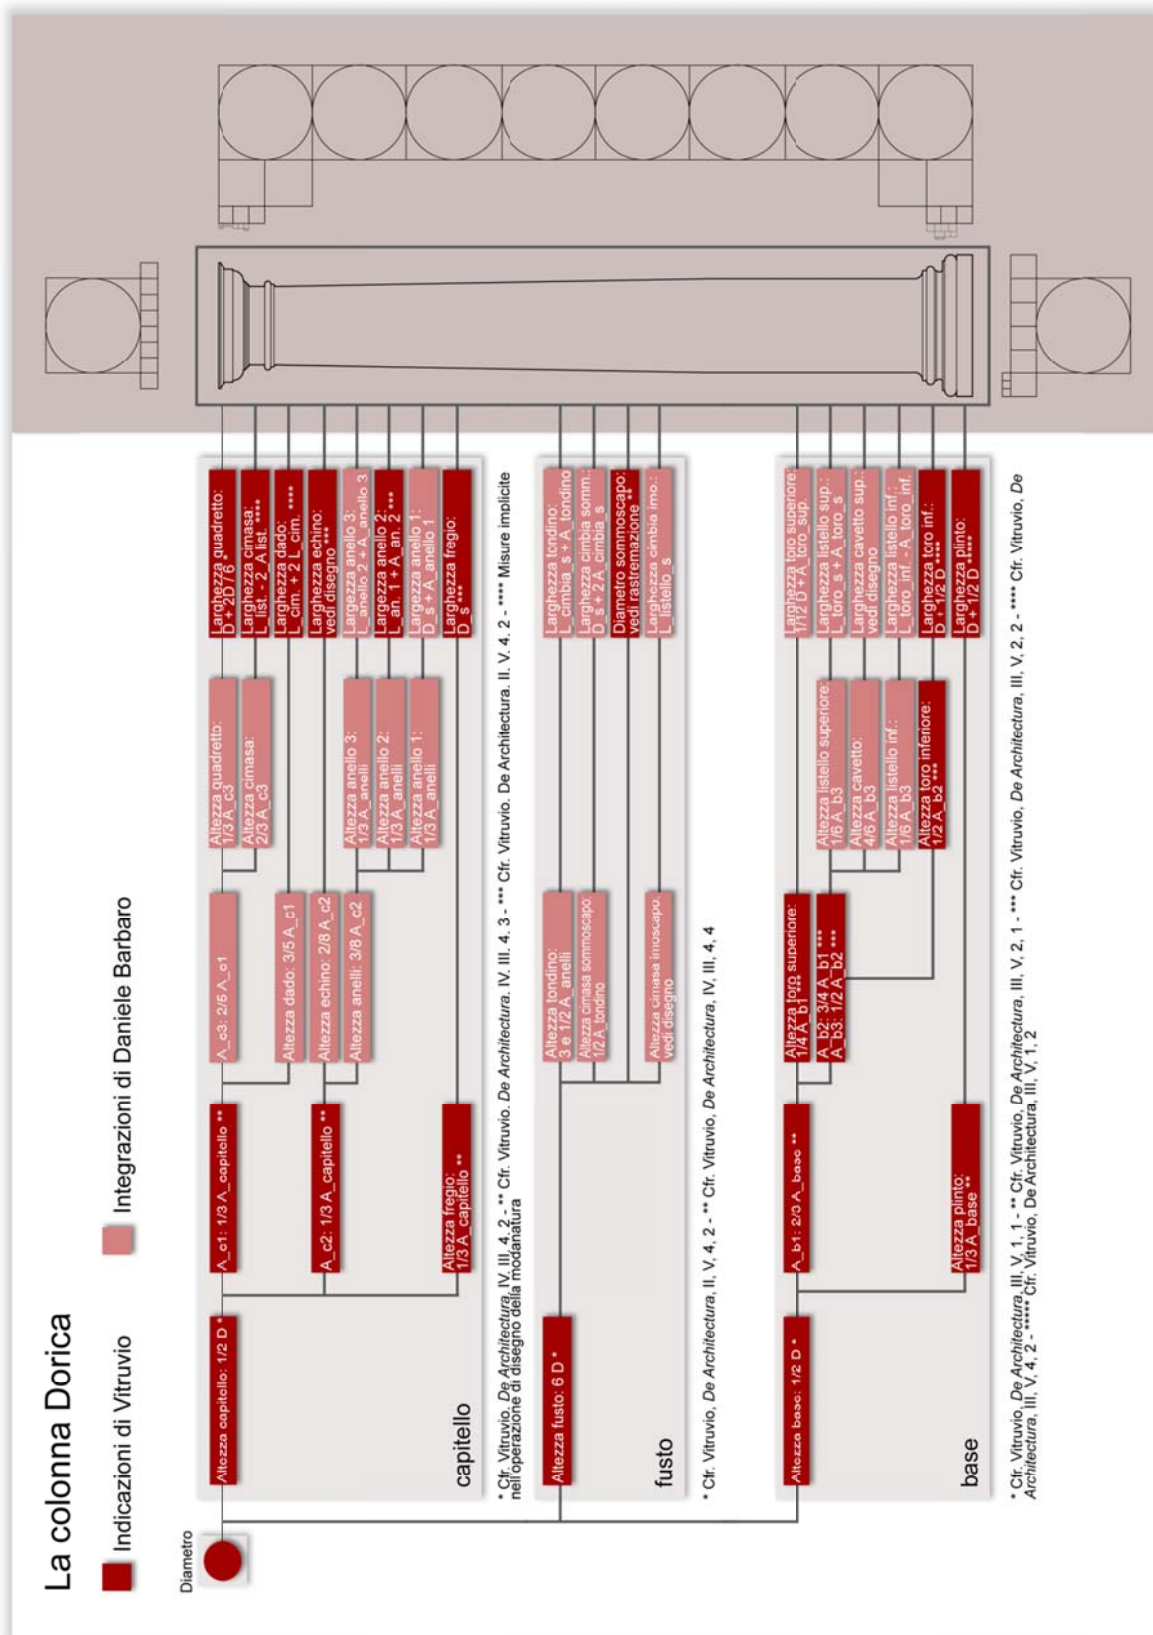 La colonna Dorica
Indicazioni di Vitruvio
Integrazioni di Daniele Barbaro
Diametro
Altezza capitello: 1/2 D *
A_c1: 1/3 A_capitello **
A_c3: 2/5 A_c1
Altezza quadretto:
1/3 A_c3
Larghezza quadretto:
D + 2D / 6 *
Altezza cimasa:
2/3 A_c3
Larghezza cimasa:
L_list. - 2_A list. ****
Altezza dado: 3/5 A_c1
Larghezza dado:
L_cim. + 2 L_cim. ****
A_c2: 1/3 A_capitello **
Altezza echino: 2/8 A_c2
Larghezza echino:
vedi disegno ***
Altezza anelli: 3/8 A_c2
Altezza anello 3:
1/3 A_anelli
Largezza anello 3:
L_anello 2 + A_anello 3
Altezza anello 2:
1/3 A_anelli
Largezza anello 2:
L_an. 1 + A_an. 2 ***
Altezza anello 1:
1/3 A_anelli
Largezza anello 1:
D_s + A_anello 1
Altezza fregio:
1/3 A_capitello **
Larghezza fregio:
D_s ***
capitello
* Cfr. Vitruvio. De Architectura, IV, III, 4, 2 - ** Cfr. Vitruvio. De Architectura. IV. III. 4. 3 - *** Cfr. Vitruvio. De Architectura. II. V. 4. 2 - **** Misure implicite
nell'operazione di disegno della modanatura
Altezza fusto: 6 D *
Altezza tondino:
3 e 1/2 A_anelli
Larghezza tondino:
L_cimbia_s + A_tondino
Altezza cimasa sommoscapo:
1/2 A_tondino
Larghezza cimbia somm.:
D_s + 2 A_cimbia_s
Diametro sommoscapo:
vedi rastremazione **
Altezza cimasa imoscapo:
vedi disegno
Larghezza cimbia imo.:
L_listello_s
fusto
* Cfr. Vitruvio, De Architectura, II, V, 4, 2 - ** Cfr. Vitruvio, De Architectura, IV, III, 4, 4
Altezza base: 1/2 D *
A_b1: 2/3 A_base **
Altezza toro superiore:
1/4 A_b1 ***
Larghezza toro superiore:
1/12 D + A_toro_sup.
A_b2: 3/4 A_b1 ***
A_b3: 1/2 A_b2 ***
Altezza listello superiore:
1/6 A_b3
Larghezza listello sup.:
L_toro_s + A_toro_s
Altezza cavetto:
4/6 A_b3
Larghezza cavetto sup.:
vedi disegno
Altezza listello inf.:
1/6 A_b3
Larghezza listello inf.:
L_toro_inf. - A_toro_inf.
Altezza toro inferiore:
1/2 A_b2 ***
Larghezza toro inf.:
D + 1/2 D ****
Altezza plinto:
1/3 A_base **
Larghezza plinto:
D + 1/2 D ****
base
* Cfr. Vitruvio, De Architectura, III, V, 1, 1 - ** Cfr. Vitruvio, De Architectura, III, V, 2, 1 - *** Cfr. Vitruvio, De Architectura, III, V, 2, 2 - **** Cfr. Vitruvio, De
Architectura, III, V, 4, 2 - ***** Cfr. Vitruvio, De Architectura, III, V, 1, 2